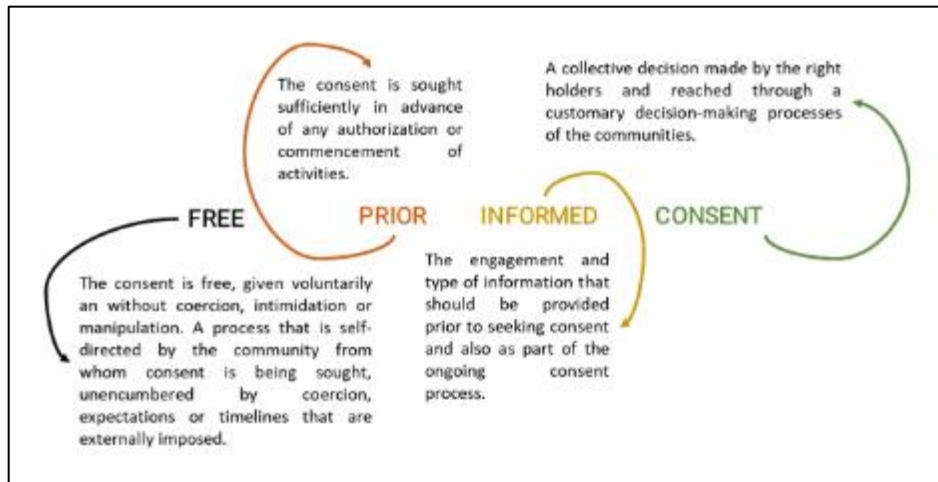 The consent is sought
sufficiently in advance
of any authorization or
commencement of
activities.
A collective decision made by the right
holders and reached through a
customary decision-making processes
of the communities.
FREE
PRIOR
INFORMED
CONSENT
The consent is free, given voluntarily
an without coercion, intimidation or
manipulation. A process that is self-
directed by the community from
whom consent is being sought,
unencumbered by coercion,
expectations or timelines that are
externally imposed.
The engagement and
type of information that
should be provided
prior to seeking consent
and also as part of the
ongoing consent
process.